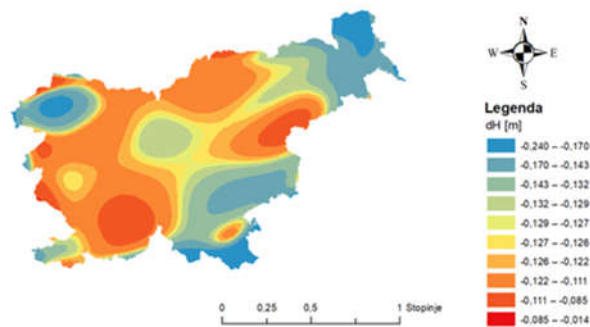 N
W E
S
Legenda
dH [m]
-0,240 – -0,170
-0,170 – -0,143
-0,143 – -0,132
-0,132 – -0,129
-0,129 – -0,127
-0,127 – -0,126
-0,126 – -0,122
-0,122 – -0,111
-0,111 – -0,085
-0,085 – -0,014
0 0,25 0,5 1 Stopinje